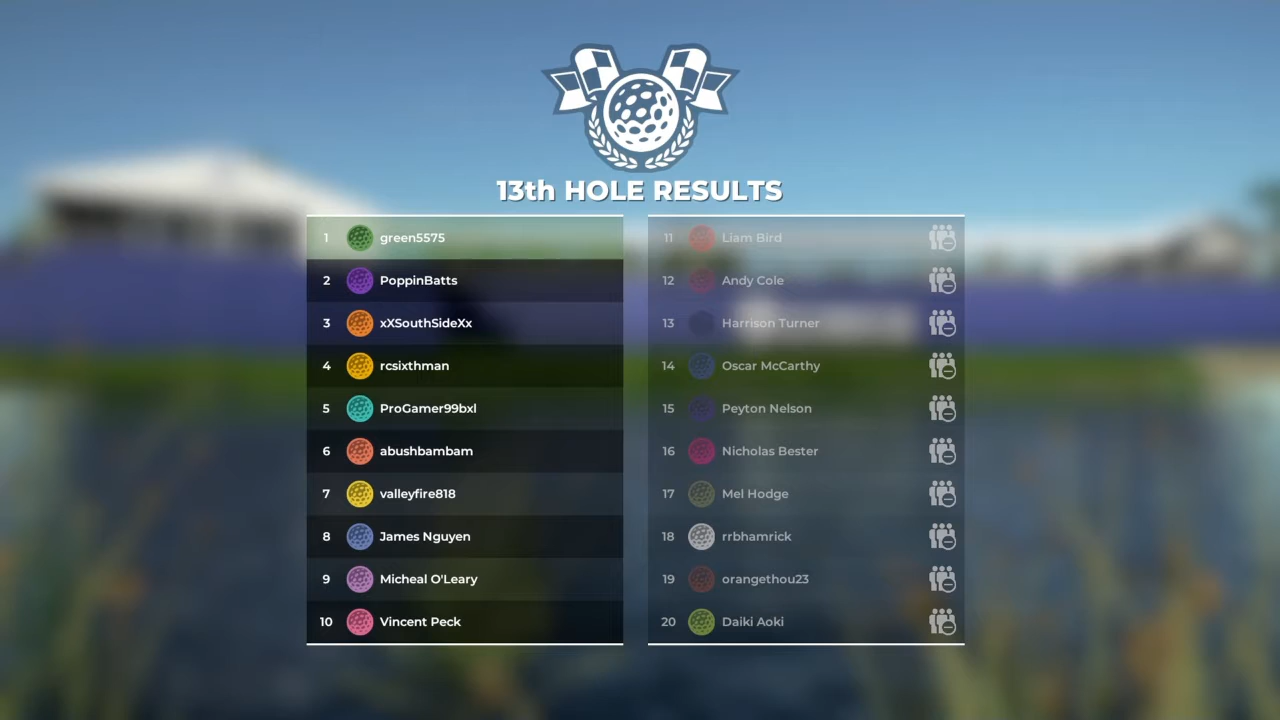 13th HOLE RESULTS
1 green5575
2 PoppinBatts
3 xXSouthSideXx
4 rcsixthman
5 ProGamer99bxl
6 abushbambam
7 valleyfire818
8 James Nguyen
9 Micheal O'Leary
10 Vincent Peck
11 Liam Bird
12 Andy Cole
13 Harrison Turner
14 Oscar McCarthy
15 Peyton Nelson
16 Nicholas Bester
17 Mel Hodge
18 rrbhamrick
19 orangethou23
20 Daiki Aoki